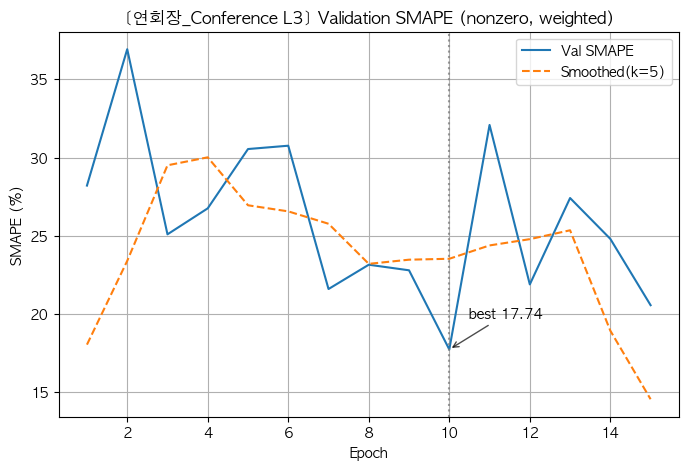 [연회장_Conference L3] Validation SMAPE (nonzero, weighted)
Val SMAPE
Smoothed(k=5)
SMAPE (%)
35
30
25
20
15
best 17.74
2
4
6
8
10
12
14
Epoch